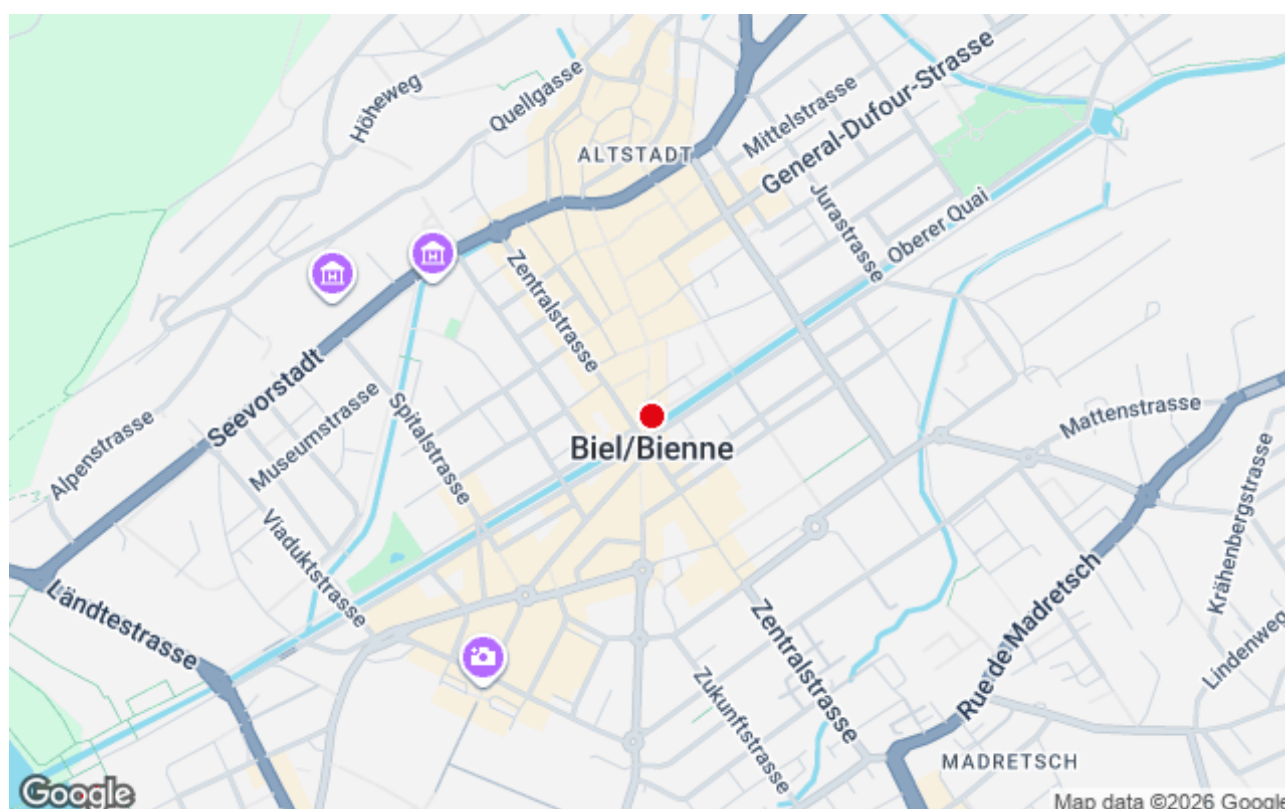 General-Dufour-Strasse
Mittelstrasse
Höheweg
Quellgasse
ALTSTADT
Jurastrasse
Oberer Quai
Zentralstrasse
Seevorstadt
Museumstrasse
Spitalstrasse
Alpenstrasse
Mattenstrasse
Biel/Bienne
Krähenbergstrasse
Viaduktstrasse
Ländtestrasse
Rue de Madretsch
Zentralstrasse
Lindenweg
Zukunftstrasse
MADRETSCH
Google
Map data ©2026 Google